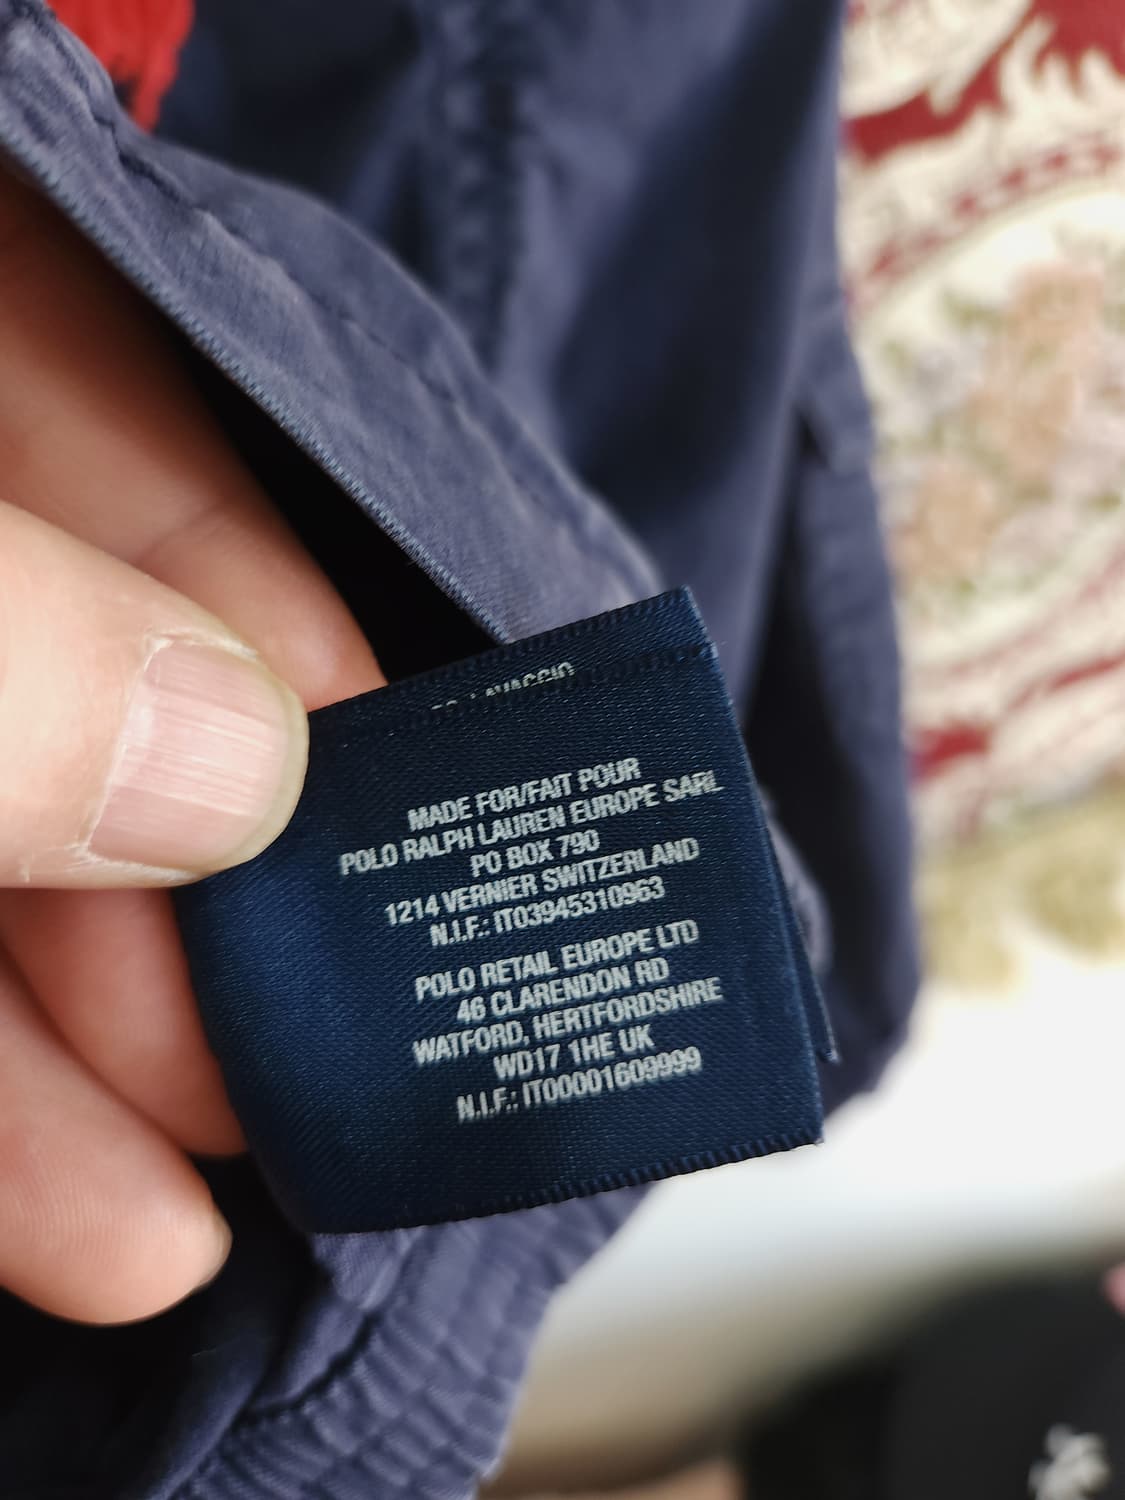 LAVAGGIO
MADE FOR/FAIT POUR
POLO RALPH LAUREN EUROPE SARL
PO BOX 790
1214 VERNIER SWITZERLAND
N.I.F.: IT03945310963
POLO RETAIL EUROPE LTD
46 CLARENDON RD
WATFORD, HERTFORDSHIRE
WD17 1HE UK
N.I.F.: IT00001609999